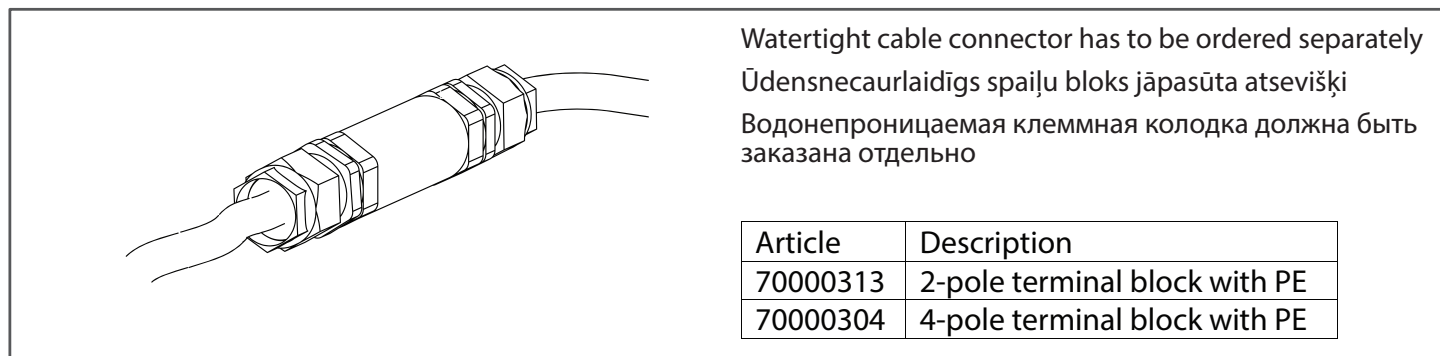 Watertight cable connector has to be ordered separately
Ūdensnecaurlaidīgs spaiļu bloks jāpasūta atsevišķi
Водонепроницаемая клеммная колодка должна быть
заказана отдельно
Article Description
70000313 2-pole terminal block with PE
70000304 4-pole terminal block with PE